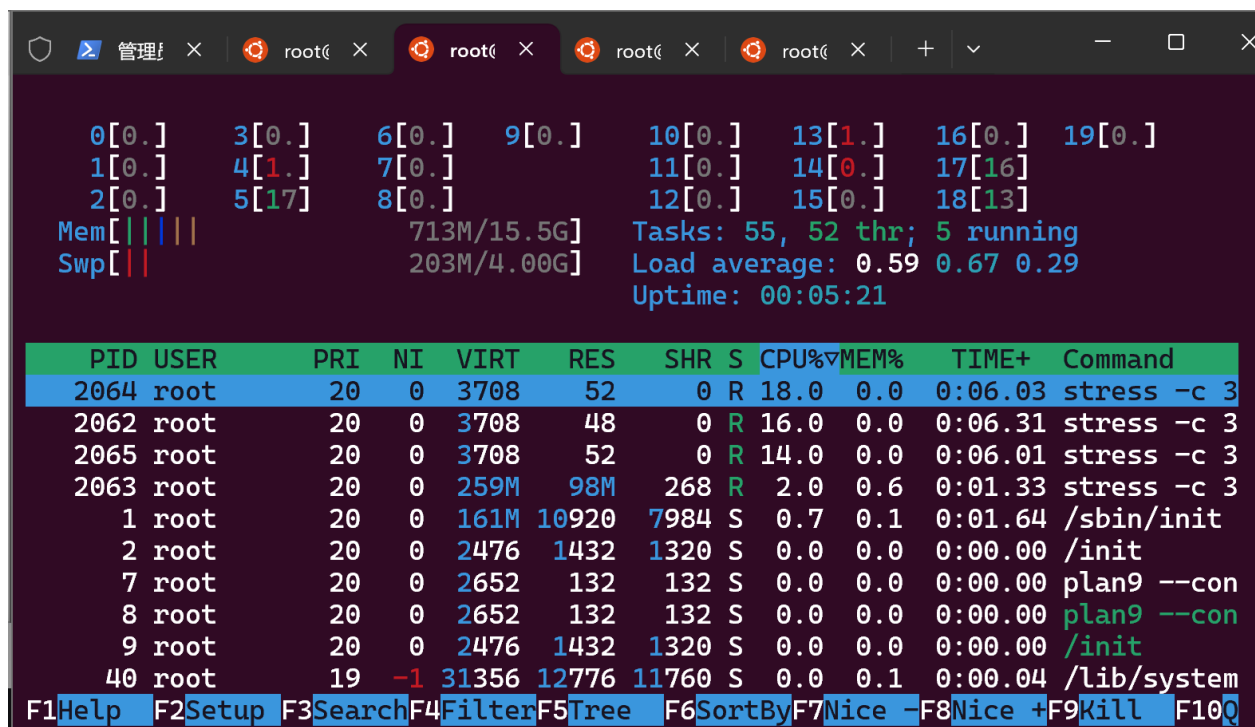 管理员 root@ root@ root@ root@
0[0.] 3[0.] 6[0.] 9[0.] 10[0.] 13[1.] 16[0.] 19[0.]
1[0.] 4[1.] 7[0.] 11[0.] 14[0.] 17[16]
2[0.] 5[17] 8[0.] 12[0.] 15[0.] 18[13]
Mem[||||| 713M/15.5G] Tasks: 55, 52 thr; 5 running
Swp[|| 203M/4.00G] Load average: 0.59 0.67 0.29
Uptime: 00:05:21
PID USER PRI NI VIRT RES SHR S CPU%▽MEM% TIME+ Command
2064 root 20 0 3708 52 0 R 18.0 0.0 0:06.03 stress -c 3
2062 root 20 0 3708 48 0 R 16.0 0.0 0:06.31 stress -c 3
2065 root 20 0 3708 52 0 R 14.0 0.0 0:06.01 stress -c 3
2063 root 20 0 259M 98M 268 R 2.0 0.6 0:01.33 stress -c 3
1 root 20 0 161M 10920 7984 S 0.7 0.1 0:01.64 /sbin/init
2 root 20 0 2476 1432 1320 S 0.0 0.0 0:00.00 /init
7 root 20 0 2652 132 132 S 0.0 0.0 0:00.00 plan9 --con
8 root 20 0 2652 132 132 S 0.0 0.0 0:00.00 plan9 --con
9 root 20 0 2476 1432 1320 S 0.0 0.0 0:00.00 /init
40 root 19 -1 31356 12776 11760 S 0.0 0.1 0:00.04 /lib/system
F1Help F2Setup F3SearchF4FilterF5Tree F6SortByF7Nice -F8Nice +F9Kill F10Q